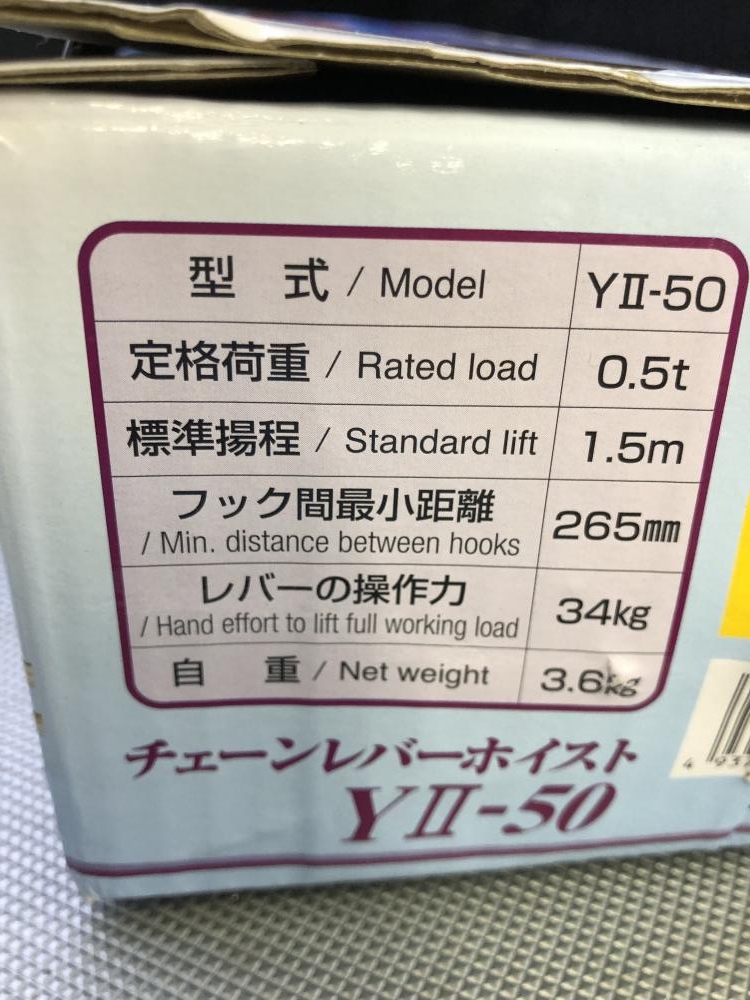 型 式 / Model YⅡ-50
定格荷重 / Rated load 0.5t
標準揚程 / Standard lift 1.5m
フック間最小距離
/ Min. distance between hooks 265mm
レバーの操作力
/ Hand effort to lift full working load 34kg
自 重 / Net weight 3.6kg
チェーンレバーホイスト
YⅡ-50